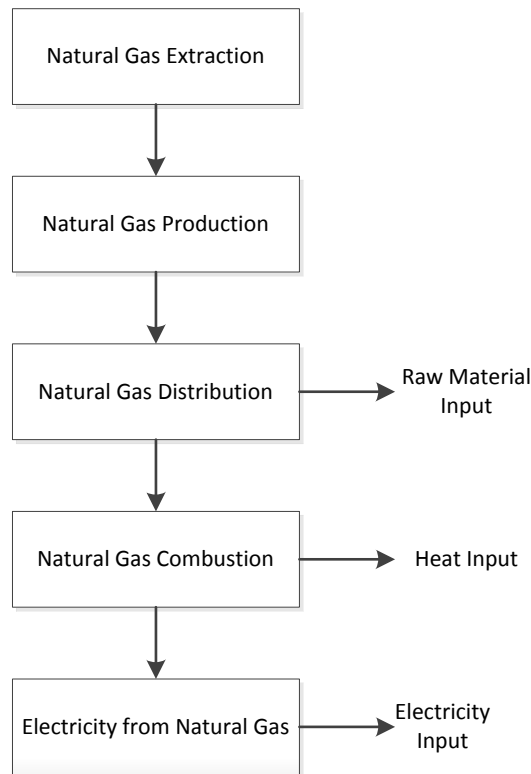 Natural Gas Extraction
Natural Gas Production
Natural Gas Distribution
Raw Material
Input
Natural Gas Combustion
Heat Input
Electricity from Natural Gas
Electricity
Input